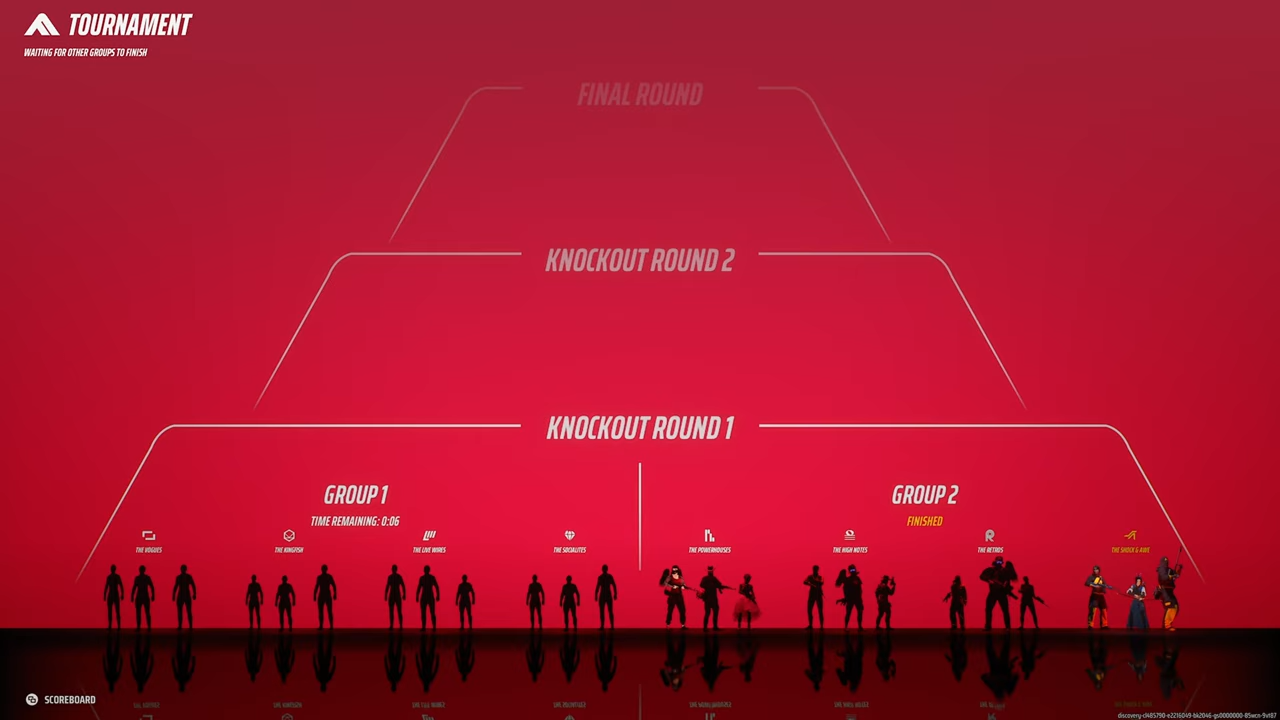 TOURNAMENT
WAITING FOR OTHER GROUPS TO FINISH
FINAL ROUND
KNOCKOUT ROUND 2
KNOCKOUT ROUND 1
GROUP 1
TIME REMAINING: 0:06
GROUP 2
FINISHED
THE VOGUES
THE KINGFISH
THE LIVE WIRES
THE SOCIALITES
THE POWERHOUSES
THE HIGH NOTES
THE RETROS
THE SHOCK & AWE
SCOREBOARD